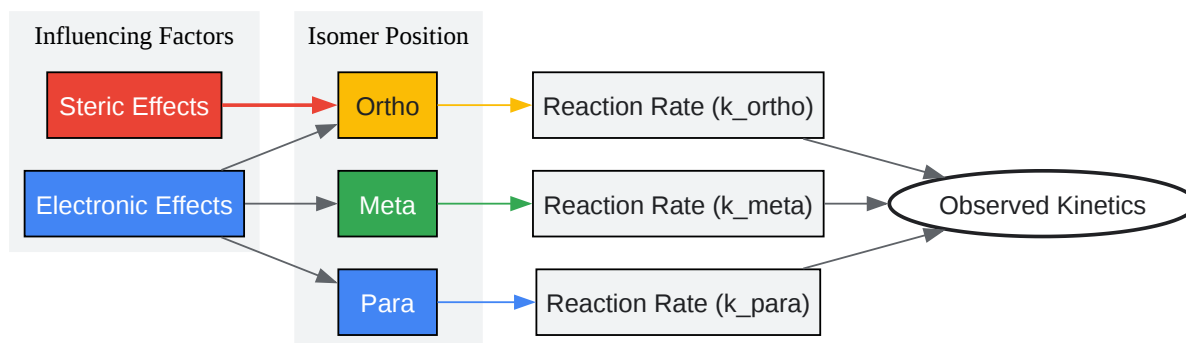 Influencing Factors
Isomer Position
Steric Effects
Ortho
Reaction Rate (k_ortho)
Electronic Effects
Meta
Reaction Rate (k_meta)
Observed Kinetics
Para
Reaction Rate (k_para)